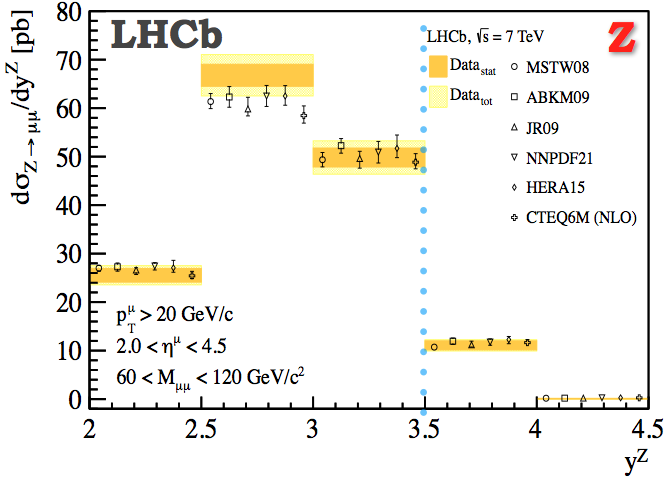 LHCb
Z
LHCb, √s = 7 TeV
Data_stat
Data_tot
MSTW08
ABKM09
JR09
NNPDF21
HERA15
CTEQ6M (NLO)
dσ_Z→μμ/dy^Z [pb]
80
70
60
50
40
30
20
10
0
p_T^μ > 20 GeV/c
2.0 < η^μ < 4.5
60 < M_μμ < 120 GeV/c²
2 2.5 3 3.5 4 4.5
y^Z